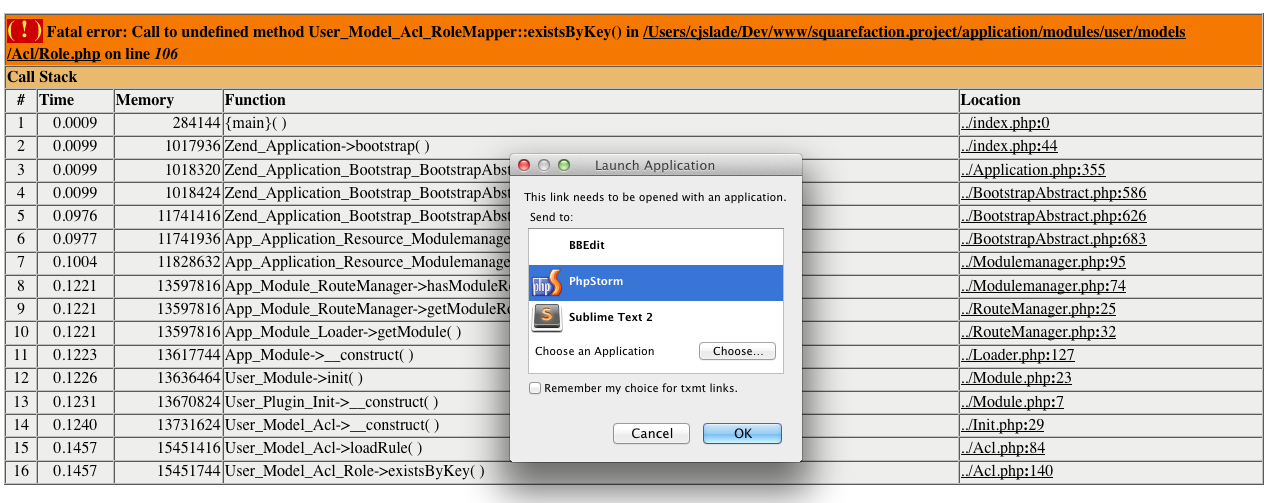 ( ! ) Fatal error: Call to undefined method User_Model_Acl_RoleMapper::existsByKey() in /Users/cjslade/Dev/www/squarefaction.project/application/modules/user/models
/Acl/Role.php on line 106
Call Stack
# Time Memory Function Location
1 0.0009 284144 {main}( ) ../index.php:0
2 0.0099 1017936 Zend_Application->bootstrap( ) ../index.php:44
3 0.0099 1018320 Zend_Application_Bootstrap_BootstrapAbst ../Application.php:355
4 0.0099 1018424 Zend_Application_Bootstrap_BootstrapAbst ../BootstrapAbstract.php:586
5 0.0976 11741416 Zend_Application_Bootstrap_BootstrapAbst ../BootstrapAbstract.php:626
6 0.0977 11741936 App_Application_Resource_Modulemanage ../BootstrapAbstract.php:683
7 0.1004 11828632 App_Application_Resource_Modulemanage ../Modulemanager.php:95
8 0.1221 13597816 App_Module_RouteManager->hasModuleRo ../Modulemanager.php:74
9 0.1221 13597816 App_Module_RouteManager->getModuleRo ../RouteManager.php:25
10 0.1221 13597816 App_Module_Loader->getModule( ) ../RouteManager.php:32
11 0.1223 13617744 App_Module->__construct( ) ../Loader.php:127
12 0.1226 13636464 User_Module->init( ) ../Module.php:23
13 0.1231 13670824 User_Plugin_Init->__construct( ) ../Module.php:7
14 0.1240 13731624 User_Model_Acl->__construct( ) ../Init.php:29
15 0.1457 15451416 User_Model_Acl->loadRule( ) ../Acl.php:84
16 0.1457 15451744 User_Model_Acl_Role->existsByKey( ) ../Acl.php:140
Launch Application
This link needs to be opened with an application.
Send to:
BBEdit
php PhpStorm
S Sublime Text 2
Choose an Application Choose...
Remember my choice for txmt links.
Cancel OK